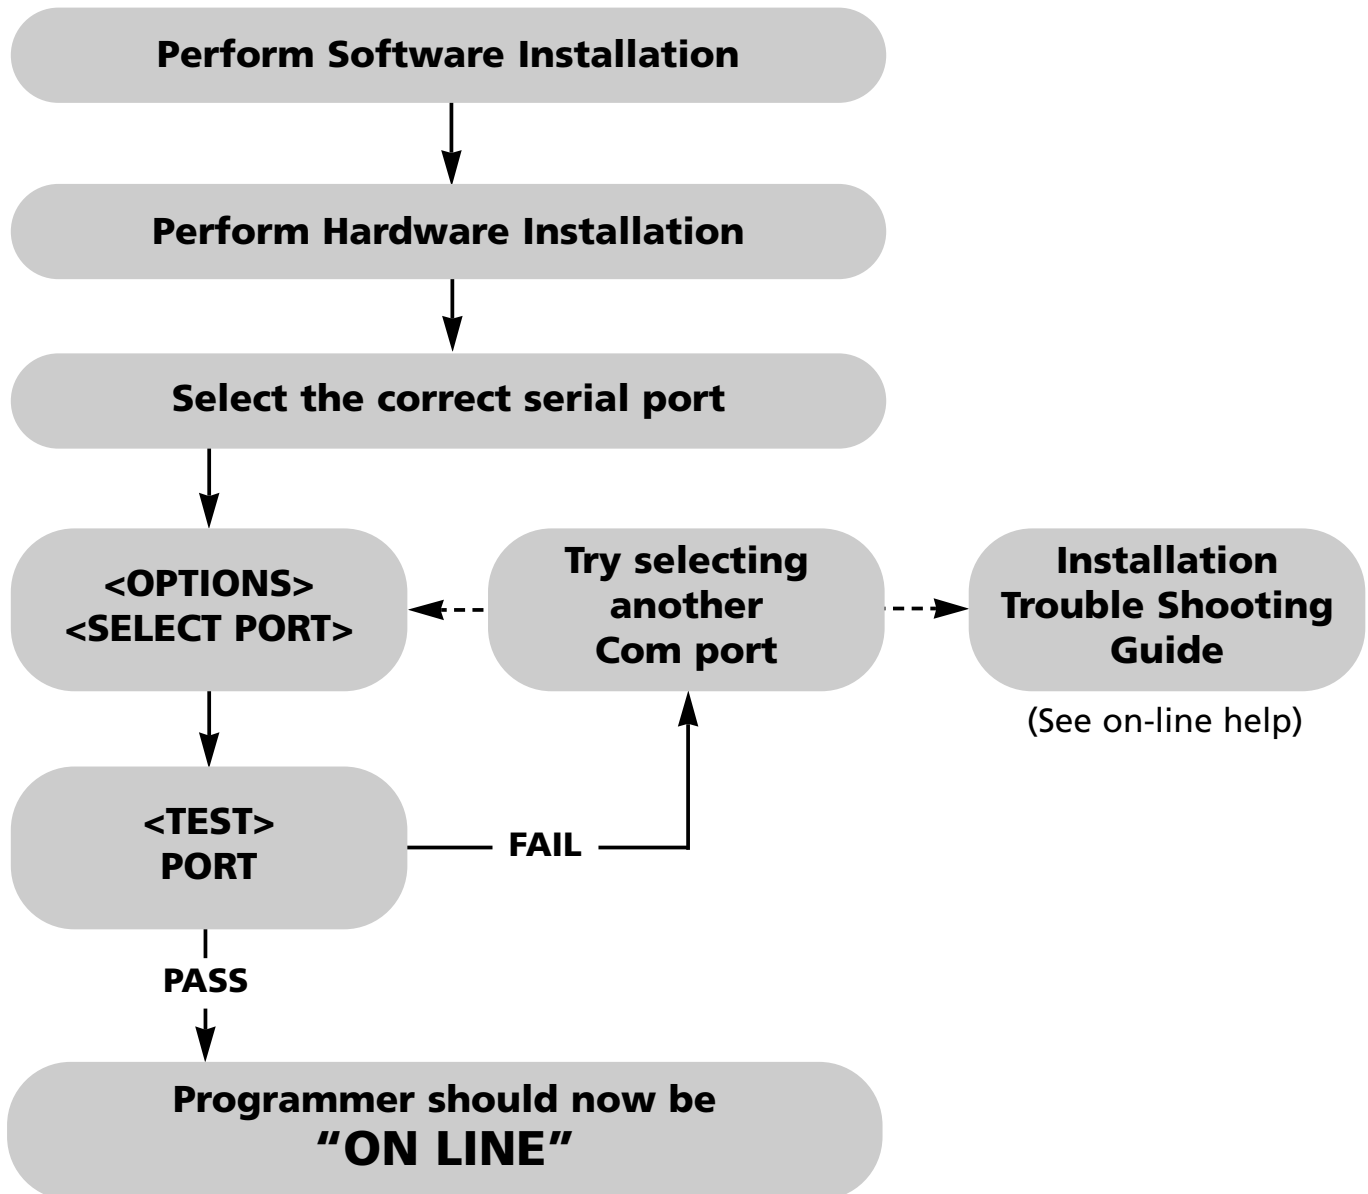 Perform Software Installation
Perform Hardware Installation
Select the correct serial port
<OPTIONS>
<SELECT PORT>
Try selecting
another
Com port
Installation
Trouble Shooting
Guide
(See on-line help)
<TEST>
PORT
FAIL
PASS
Programmer should now be
“ON LINE”